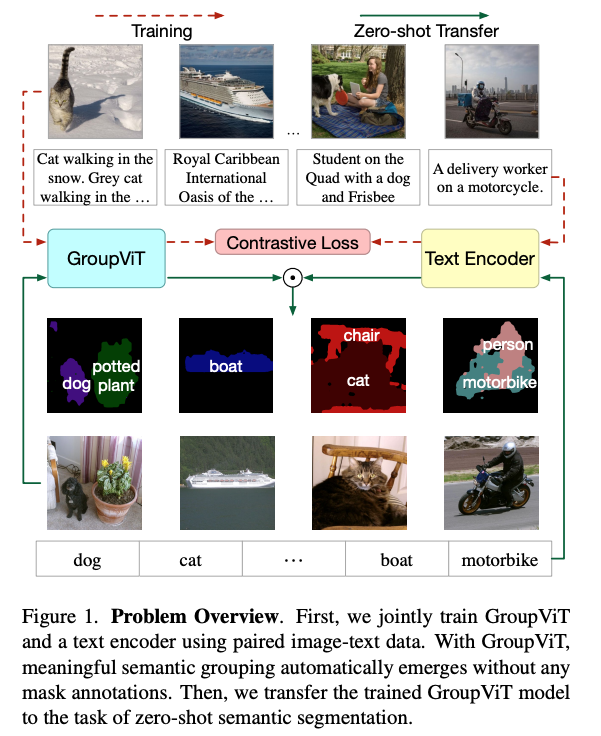 Training
Zero-shot Transfer
Cat walking in the
snow. Grey cat
walking in the …
Royal Caribbean
International
Oasis of the …
...
Student on the
Quad with a dog
and Frisbee
A delivery worker
on a motorcycle.
GroupViT
Contrastive Loss
Text Encoder
dog
potted
plant
boat
chair
cat
person
motorbike
dog
cat
...
boat
motorbike
Figure 1. Problem Overview. First, we jointly train GroupViT
and a text encoder using paired image-text data. With GroupViT,
meaningful semantic grouping automatically emerges without any
mask annotations. Then, we transfer the trained GroupViT model
to the task of zero-shot semantic segmentation.